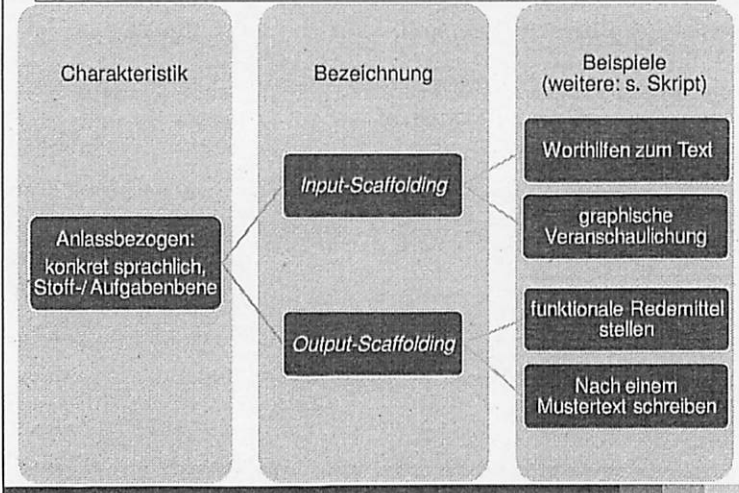 Charakteristik
Bezeichnung
Beispiele
(weitere: s. Skript)
Anlassbezogen:
konkret sprachlich,
Stoff-/ Aufgabenbene
Input-Scaffolding
Output-Scaffolding
Worthilfen zum Text
graphische
Veranschaulichung
funktionale Redemittel
stellen
Nach einem
Mustertext schreiben